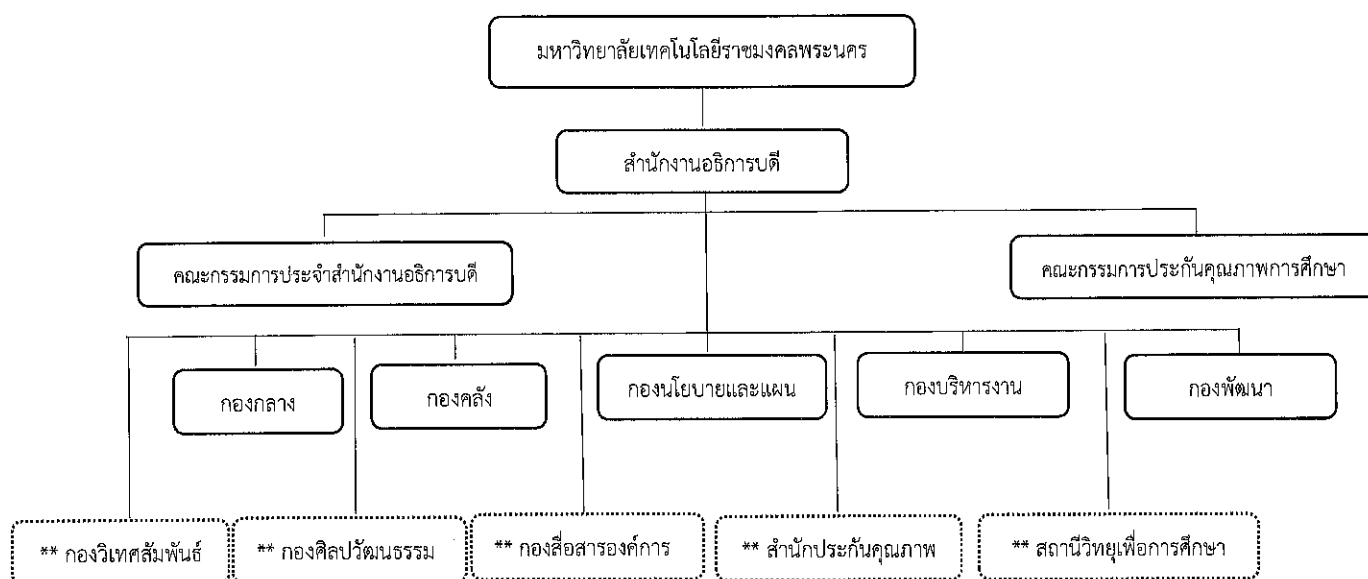 มหาวิทยาลัยเทคโนโลยีราชมงคลพระนคร
สำนักงานอธิการบดี
คณะกรรมการประจำสำนักงานอธิการบดี
คณะกรรมการประกันคุณภาพการศึกษา
กองกลาง
กองคลัง
กองนโยบายและแผน
กองบริหารงาน
กองพัฒนา
** กองวิเทศสัมพันธ์
** กองศิลปวัฒนธรรม
** กองสื่อสารองค์การ
** สำนักประกันคุณภาพ
** สถานีวิทยุเพื่อการศึกษา